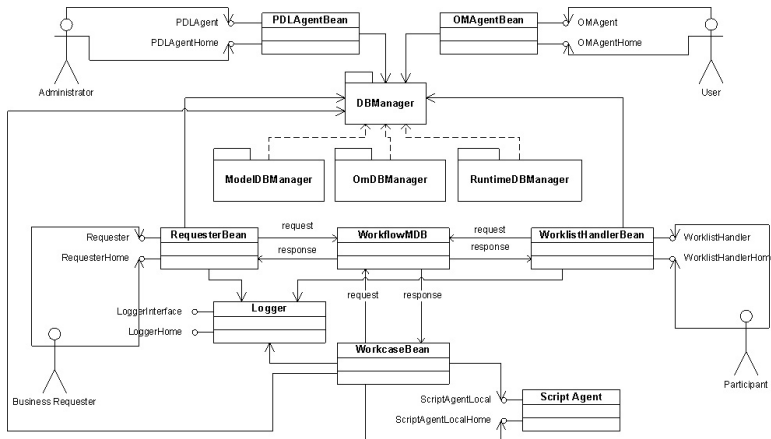 PDLAgent
PDLAgentHome
PDLAgentBean
OMAgentBean
OMAgent
OMAgentHome
Administrator
User
DBManager
ModelDBManager
OmDBManager
RuntimeDBManager
Requester
RequesterHome
RequesterBean
request
response
WorkflowMDB
request
response
WorklistHandlerBean
WorklistHandler
WorklistHandlerHom
LoggerInterface
LoggerHome
Logger
request
response
WorkcaseBean
Business Requester
Participant
ScriptAgentLocal
ScriptAgentLocalHome
Script Agent